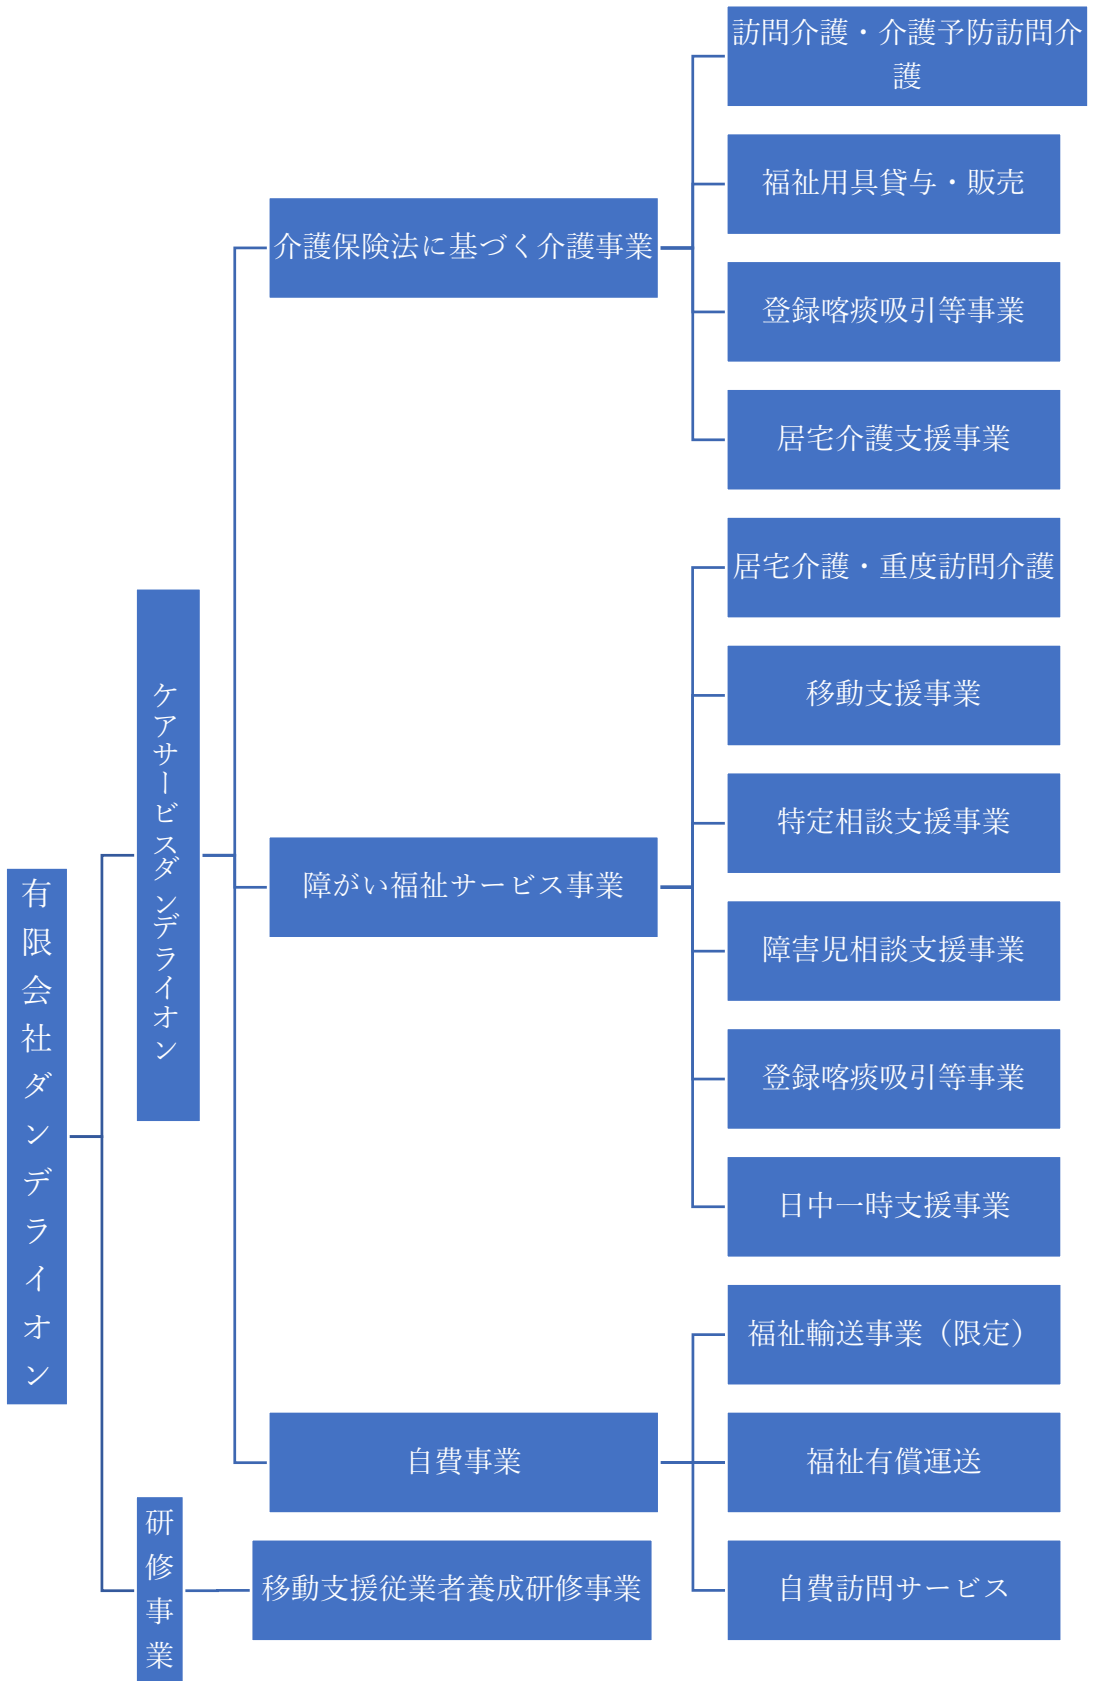 有限会社ダンデライオン
ケアサービスダンデライオン
介護保険法に基づく介護事業
訪問介護・介護予防訪問介
護
福祉用具貸与・販売
登録喀痰吸引等事業
居宅介護支援事業
障がい福祉サービス事業
居宅介護・重度訪問介護
移動支援事業
特定相談支援事業
障害児相談支援事業
登録喀痰吸引等事業
日中一時支援事業
自費事業
福祉輸送事業（限定）
福祉有償運送
自費訪問サービス
研修事業
移動支援従業者養成研修事業